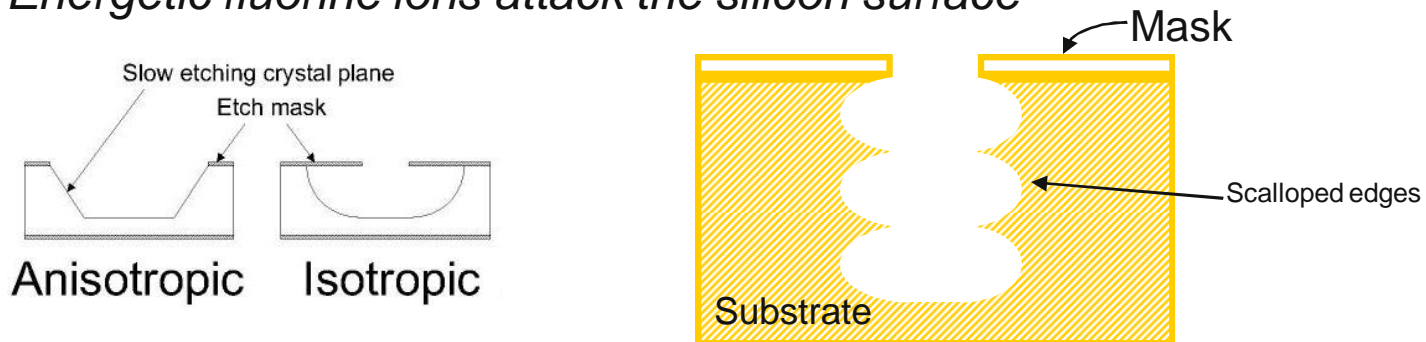 Energetic fluorine ions attack the silicon surface
Mask
Slow etching crystal plane
Etch mask
Scalloped edges
Anisotropic
Isotropic
Substrate